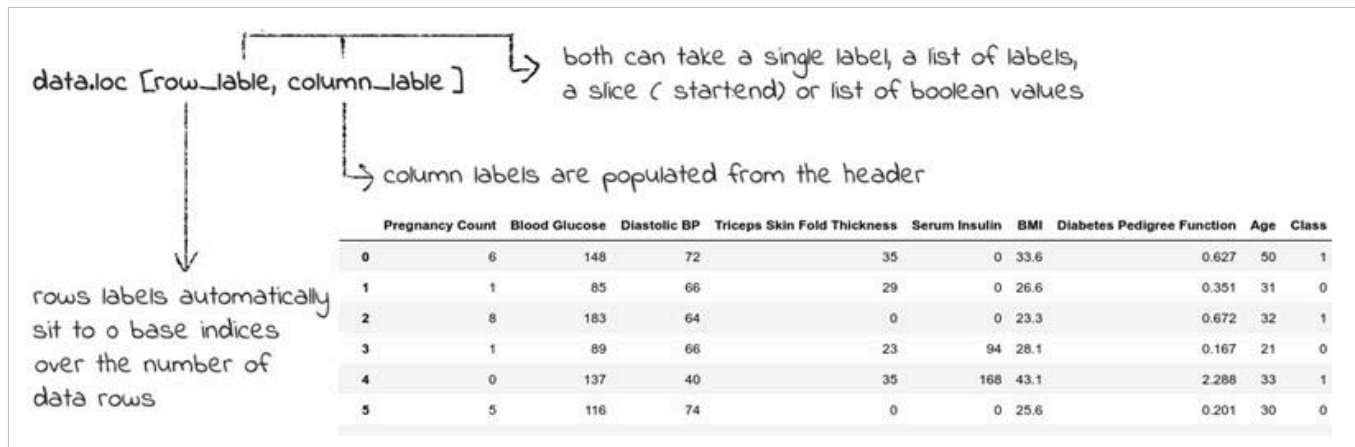 both can take a single label, a list of labels,
data.loc [row_lable, column_lable ]
a slice ( startend) or list of boolean values
column labels are populated from the header
Pregnancy Count Blood Glucose Diastolic BP Triceps Skin Fold Thickness Serum Insulin BMI Diabetes Pedigree Function Age Class
0 6 148 72 35 0 33.6 0.627 50 1
1 1 85 66 29 0 26.6 0.351 31 0
2 8 183 64 0 0 23.3 0.672 32 1
3 1 89 66 23 94 28.1 0.167 21 0
4 0 137 40 35 168 43.1 2.288 33 1
5 5 116 74 0 0 25.6 0.201 30 0
rows labels automatically
sit to 0 base indices
over the number of
data rows